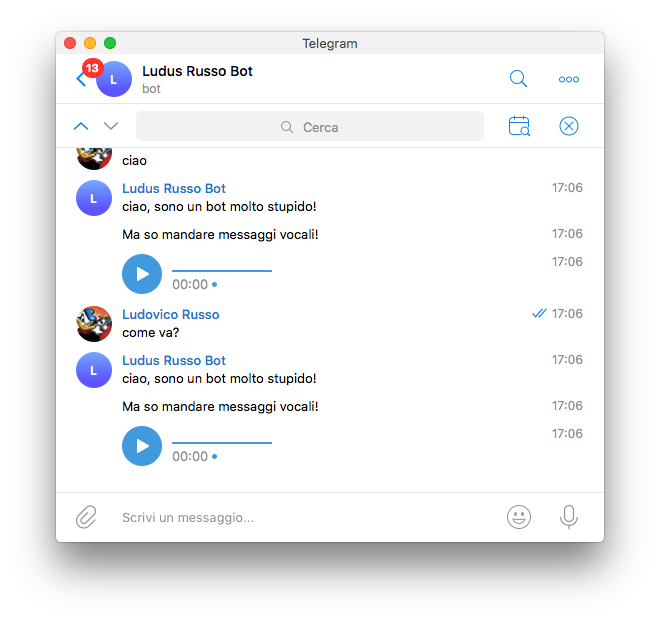 Telegram
13
L
Ludus Russo Bot
bot
Cerca
ciao
L
Ludus Russo Bot
17:06
ciao, sono un bot molto stupido!
Ma so mandare messaggi vocali!
17:06
17:06
00:00
Ludovico Russo
17:06
come va?
L
Ludus Russo Bot
17:06
ciao, sono un bot molto stupido!
Ma so mandare messaggi vocali!
17:06
17:06
00:00
Scrivi un messaggio...